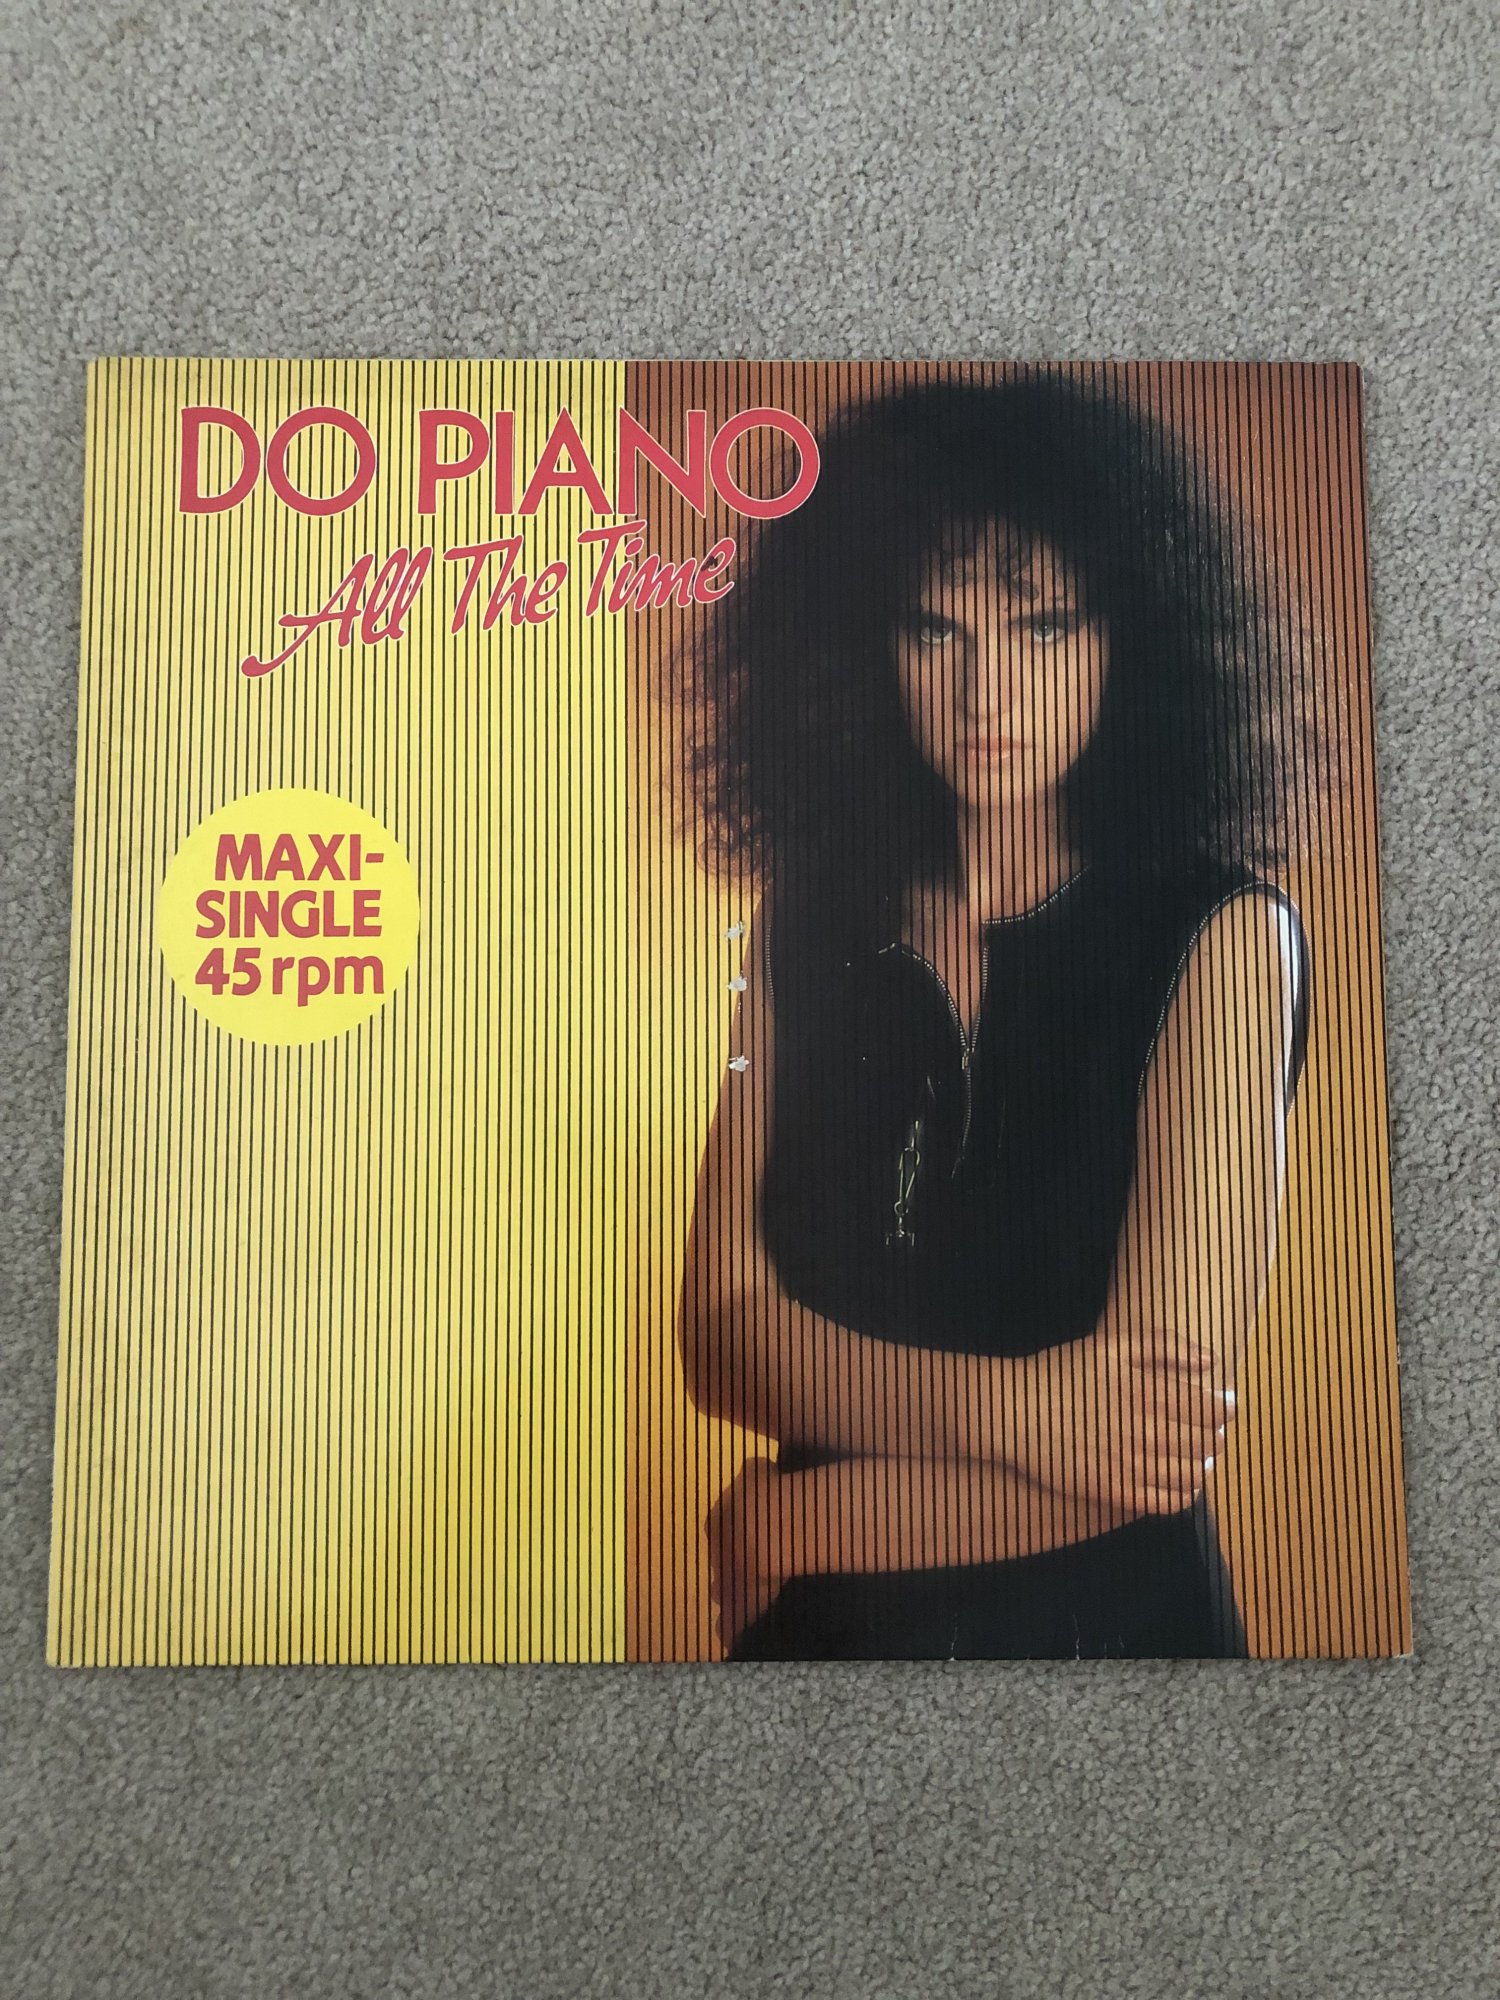 DO PIANO
All The Time
MAXI-
SINGLE
45 rpm